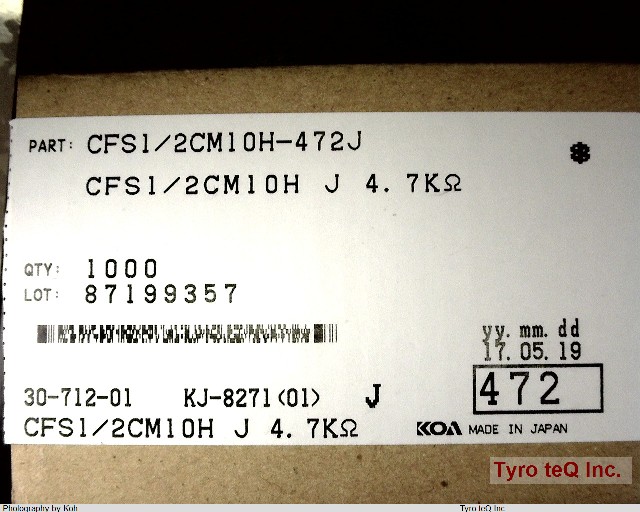 PART: CFS1/2CM10H-472J
CFS1/2CM10H J 4.7KΩ
QTY: 1000
LOT: 87199357
yy. mm. dd
17. 05. 19
30-712-01 KJ-8271(01) J
472
CFS1/2CM10H J 4.7KΩ
KOA MADE IN JAPAN
Tyro teQ Inc.
Photography by Koh Tyro teQ Inc